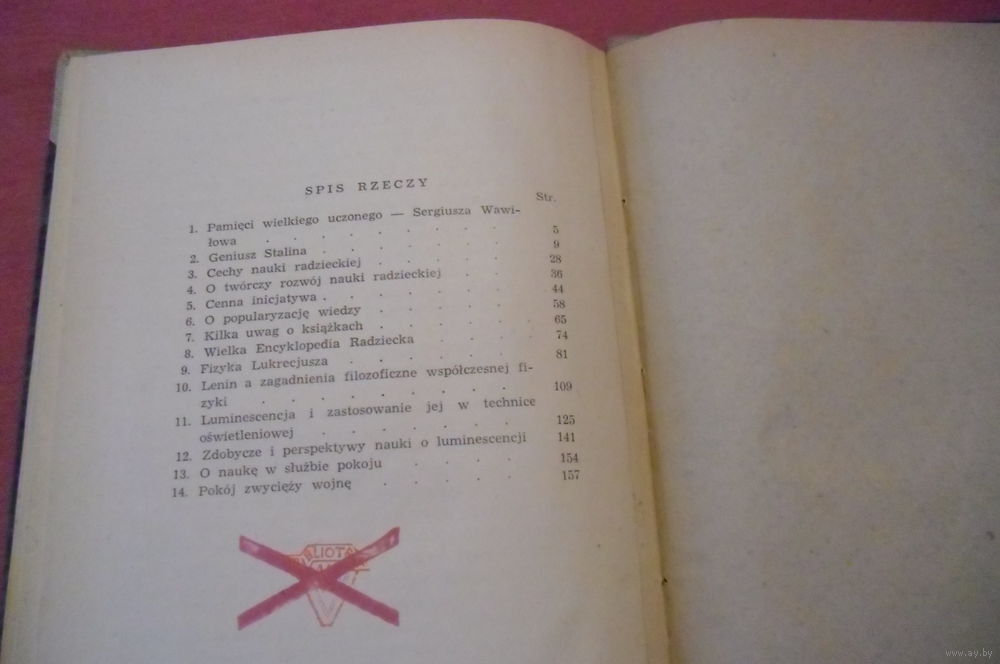 SPIS RZECZY
Str.
1. Pamięci wielkiego uczonego — Sergiusza Wawi-
łowa . . . . . . . . 5
2. Geniusz Stalina . . . . . . 9
3. Cechy nauki radzieckiej . . . . 28
4. O twórczy rozwój nauki radzieckiej . . 36
5. Cenna inicjatywa . . . . . . 44
6. O popularyzację wiedzy . . . . 58
7. Kilka uwag o książkach . . . . 65
8. Wielka Encyklopedia Radziecka . . . 74
9. Fizyka Lukrecjusza . . . . . 81
10. Lenin a zagadnienia filozoficzne współczesnej fi-
zyki . . . . . . . . 109
11. Luminescencja i zastosowanie jej w technice
oświetleniowej . . . . . . 125
12. Zdobycze i perspektywy nauki o luminescencji 141
13. O naukę w służbie pokoju . . . . 154
14. Pokój zwycięży wojnę . . . . . 157
www.ay.by